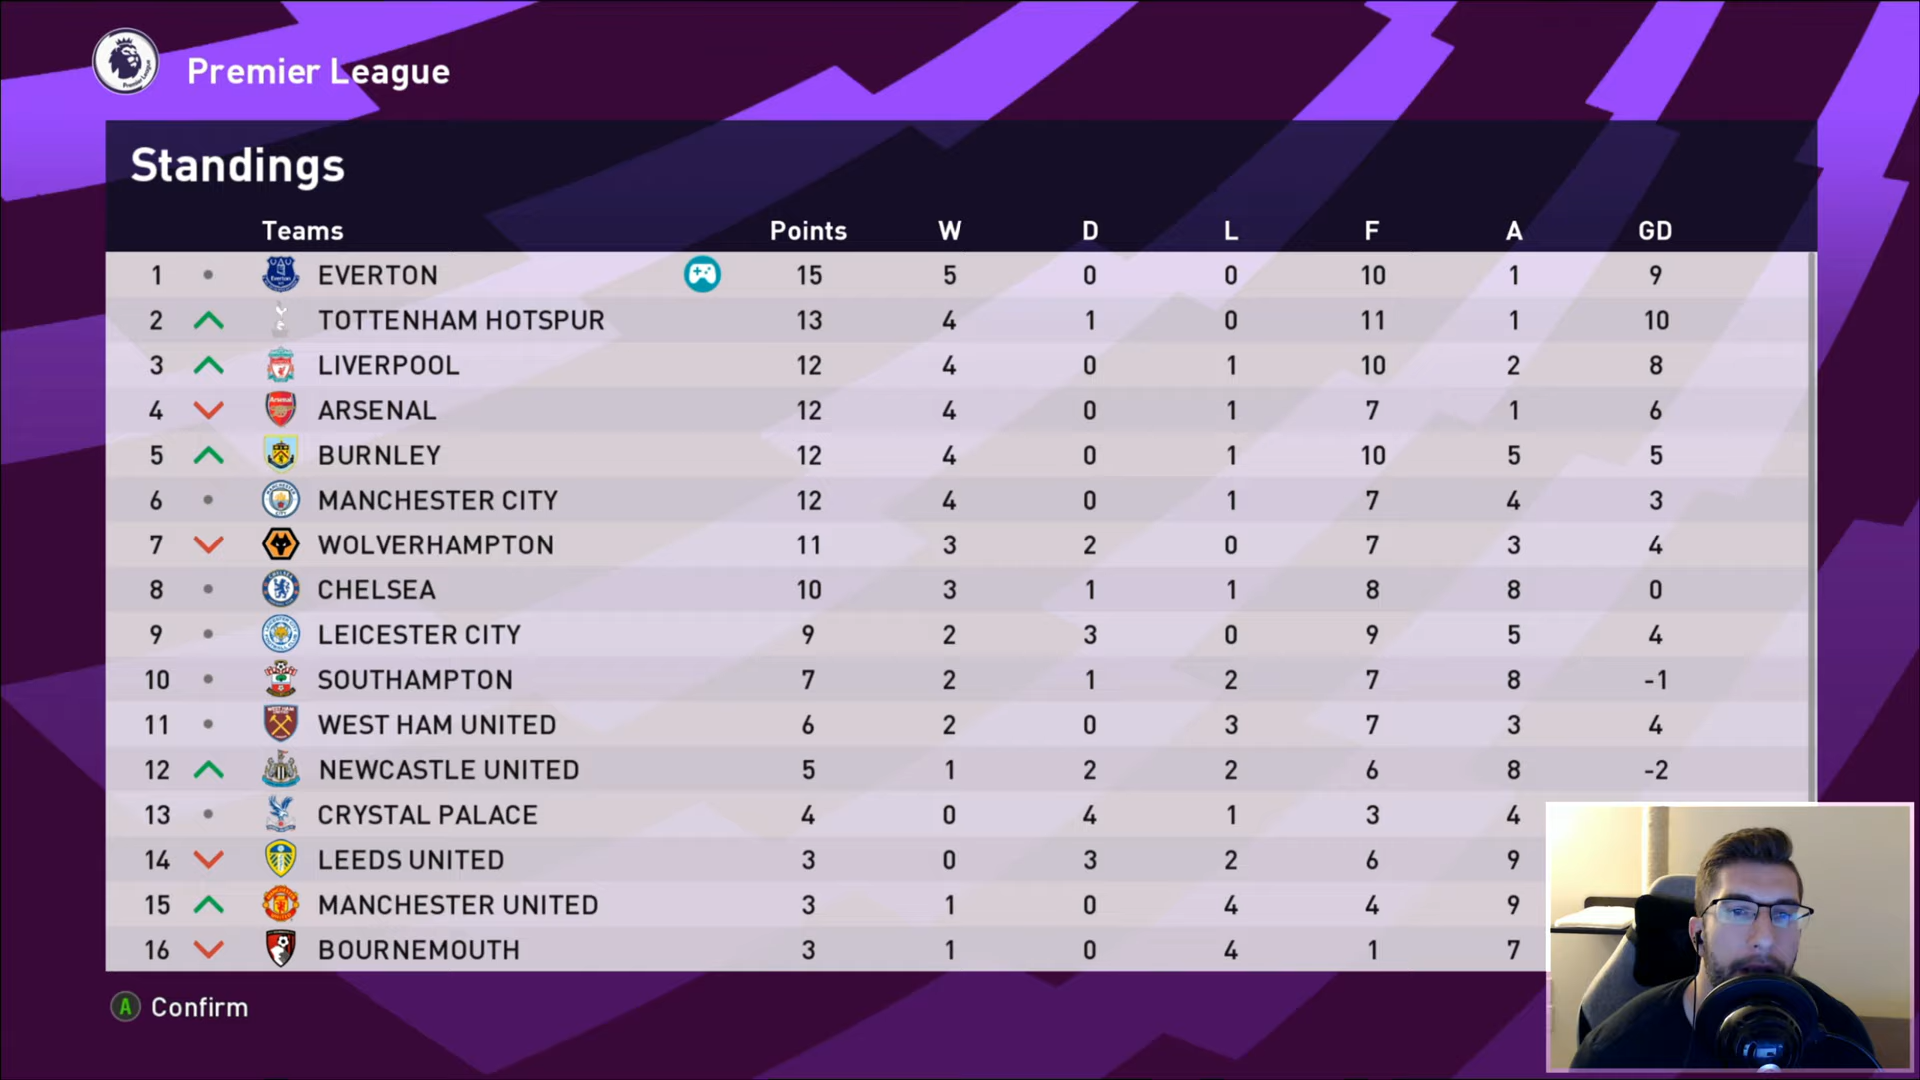 Premier League
Standings
Teams Points W D L F A GD
1 EVERTON 15 5 0 0 10 1 9
2 TOTTENHAM HOTSPUR 13 4 1 0 11 1 10
3 LIVERPOOL 12 4 0 1 10 2 8
4 ARSENAL 12 4 0 1 7 1 6
5 BURNLEY 12 4 0 1 10 5 5
6 MANCHESTER CITY 12 4 0 1 7 4 3
7 WOLVERHAMPTON 11 3 2 0 7 3 4
8 CHELSEA 10 3 1 1 8 8 0
9 LEICESTER CITY 9 2 3 0 9 5 4
10 SOUTHAMPTON 7 2 1 2 7 8 -1
11 WEST HAM UNITED 6 2 0 3 7 3 4
12 NEWCASTLE UNITED 5 1 2 2 6 8 -2
13 CRYSTAL PALACE 4 0 4 1 3 4
14 LEEDS UNITED 3 0 3 2 6 9
15 MANCHESTER UNITED 3 1 0 4 4 9
16 BOURNEMOUTH 3 1 0 4 1 7
A Confirm